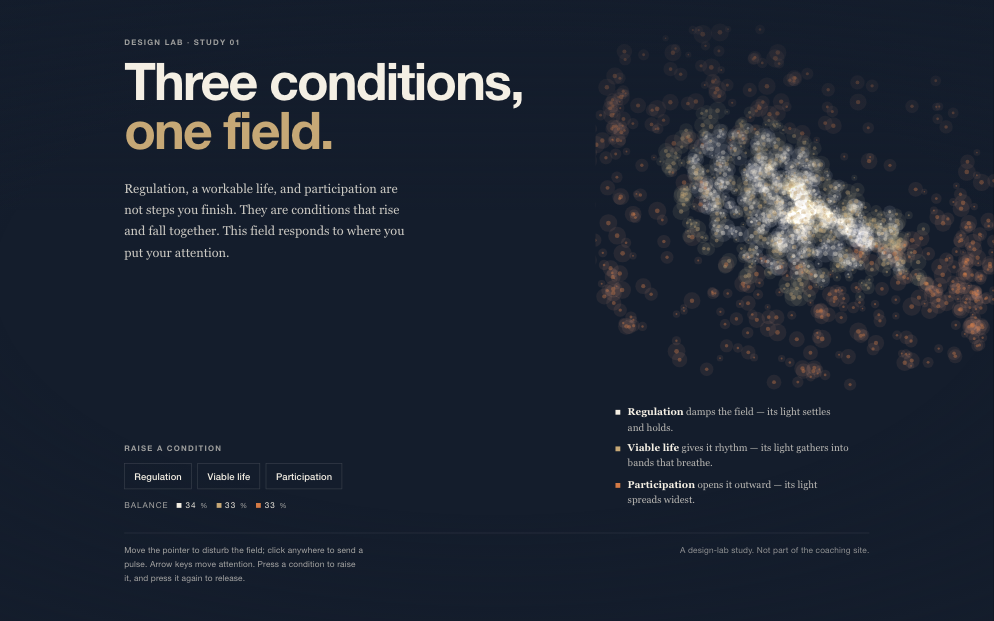 DESIGN LAB · STUDY 01
Three conditions,
one field.
Regulation, a workable life, and participation are
not steps you finish. They are conditions that rise
and fall together. This field responds to where you
put your attention.
Regulation damps the field — its light settles
and holds.
Viable life gives it rhythm — its light gathers into
bands that breathe.
Participation opens it outward — its light
spreads widest.
RAISE A CONDITION
Regulation
Viable life
Participation
BALANCE 34 % 33 % 33 %
Move the pointer to disturb the field; click anywhere to send a
pulse. Arrow keys move attention. Press a condition to raise
it, and press it again to release.
A design-lab study. Not part of the coaching site.